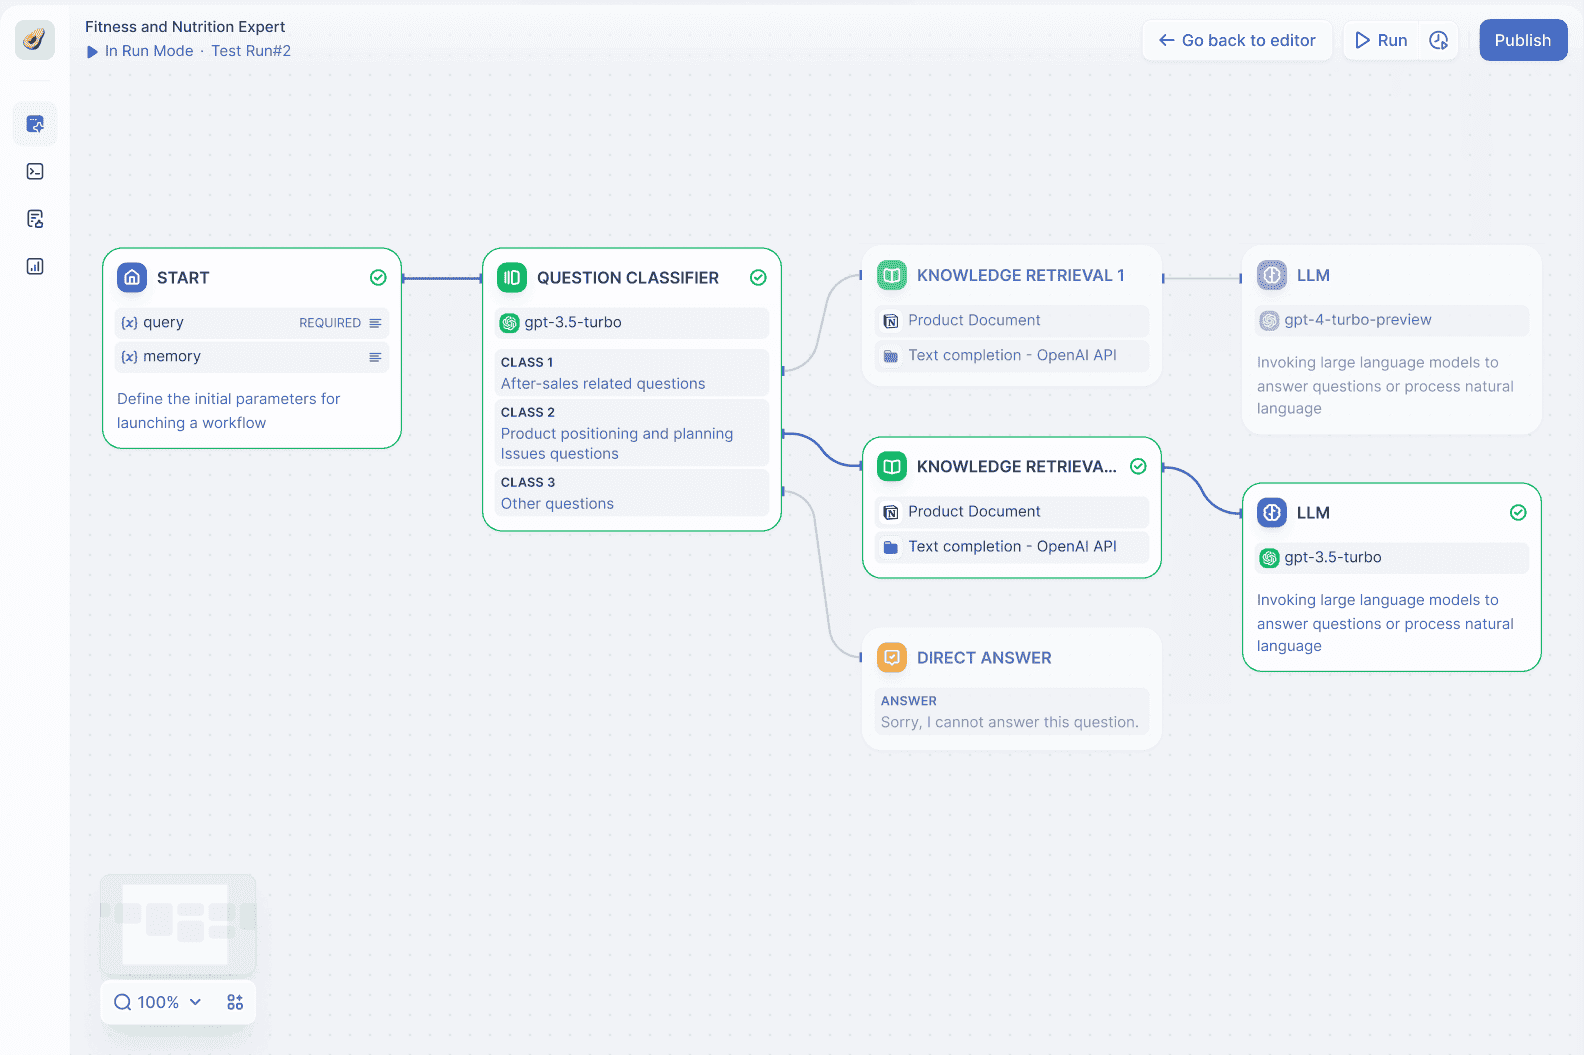 Fitness and Nutrition Expert
In Run Mode · Test Run#2
Go back to editor
Run
Publish
START
{x} query REQUIRED
{x} memory
Define the initial parameters for
launching a workflow
QUESTION CLASSIFIER
gpt-3.5-turbo
CLASS 1
After-sales related questions
CLASS 2
Product positioning and planning
Issues questions
CLASS 3
Other questions
KNOWLEDGE RETRIEVAL 1
Product Document
Text completion - OpenAI API
LLM
gpt-4-turbo-preview
Invoking large language models to
answer questions or process natural
language
KNOWLEDGE RETRIEVA...
Product Document
Text completion - OpenAI API
LLM
gpt-3.5-turbo
Invoking large language models to
answer questions or process natural
language
DIRECT ANSWER
ANSWER
Sorry, I cannot answer this question.
100%